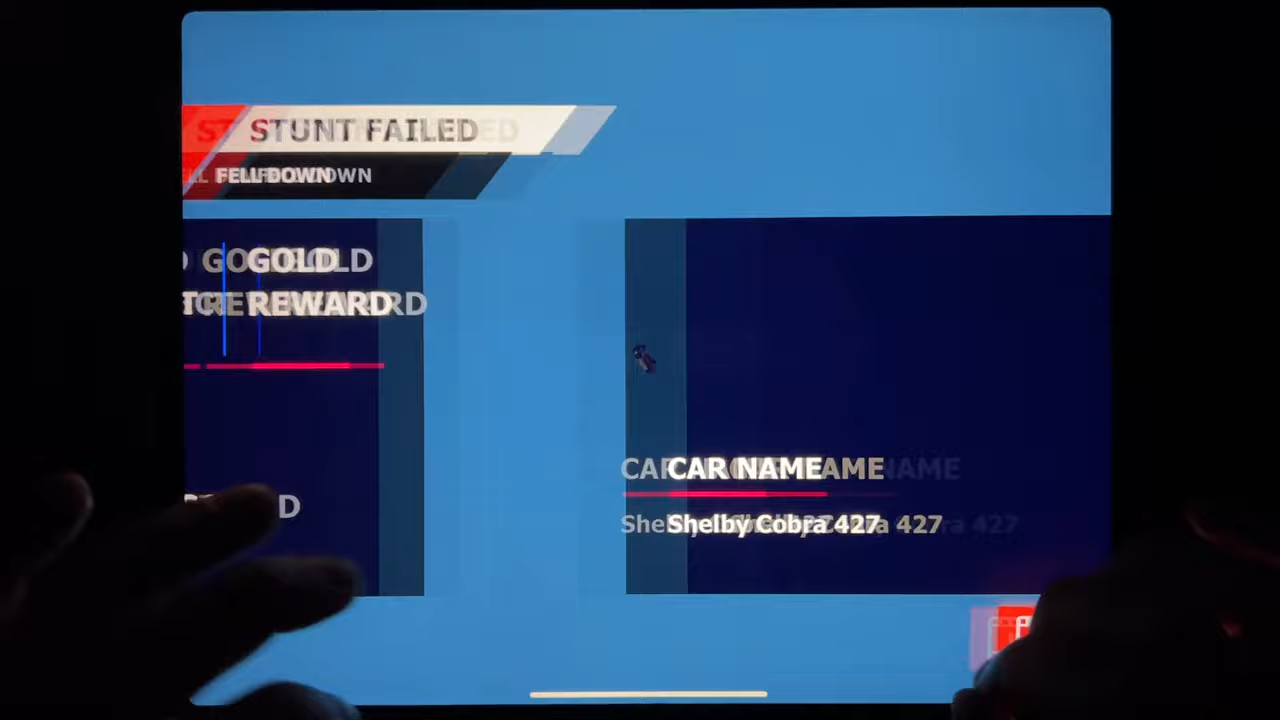 STUNT FAILED
FELL DOWN
GOLD
REWARD
CAR NAME
Shelby Cobra 427